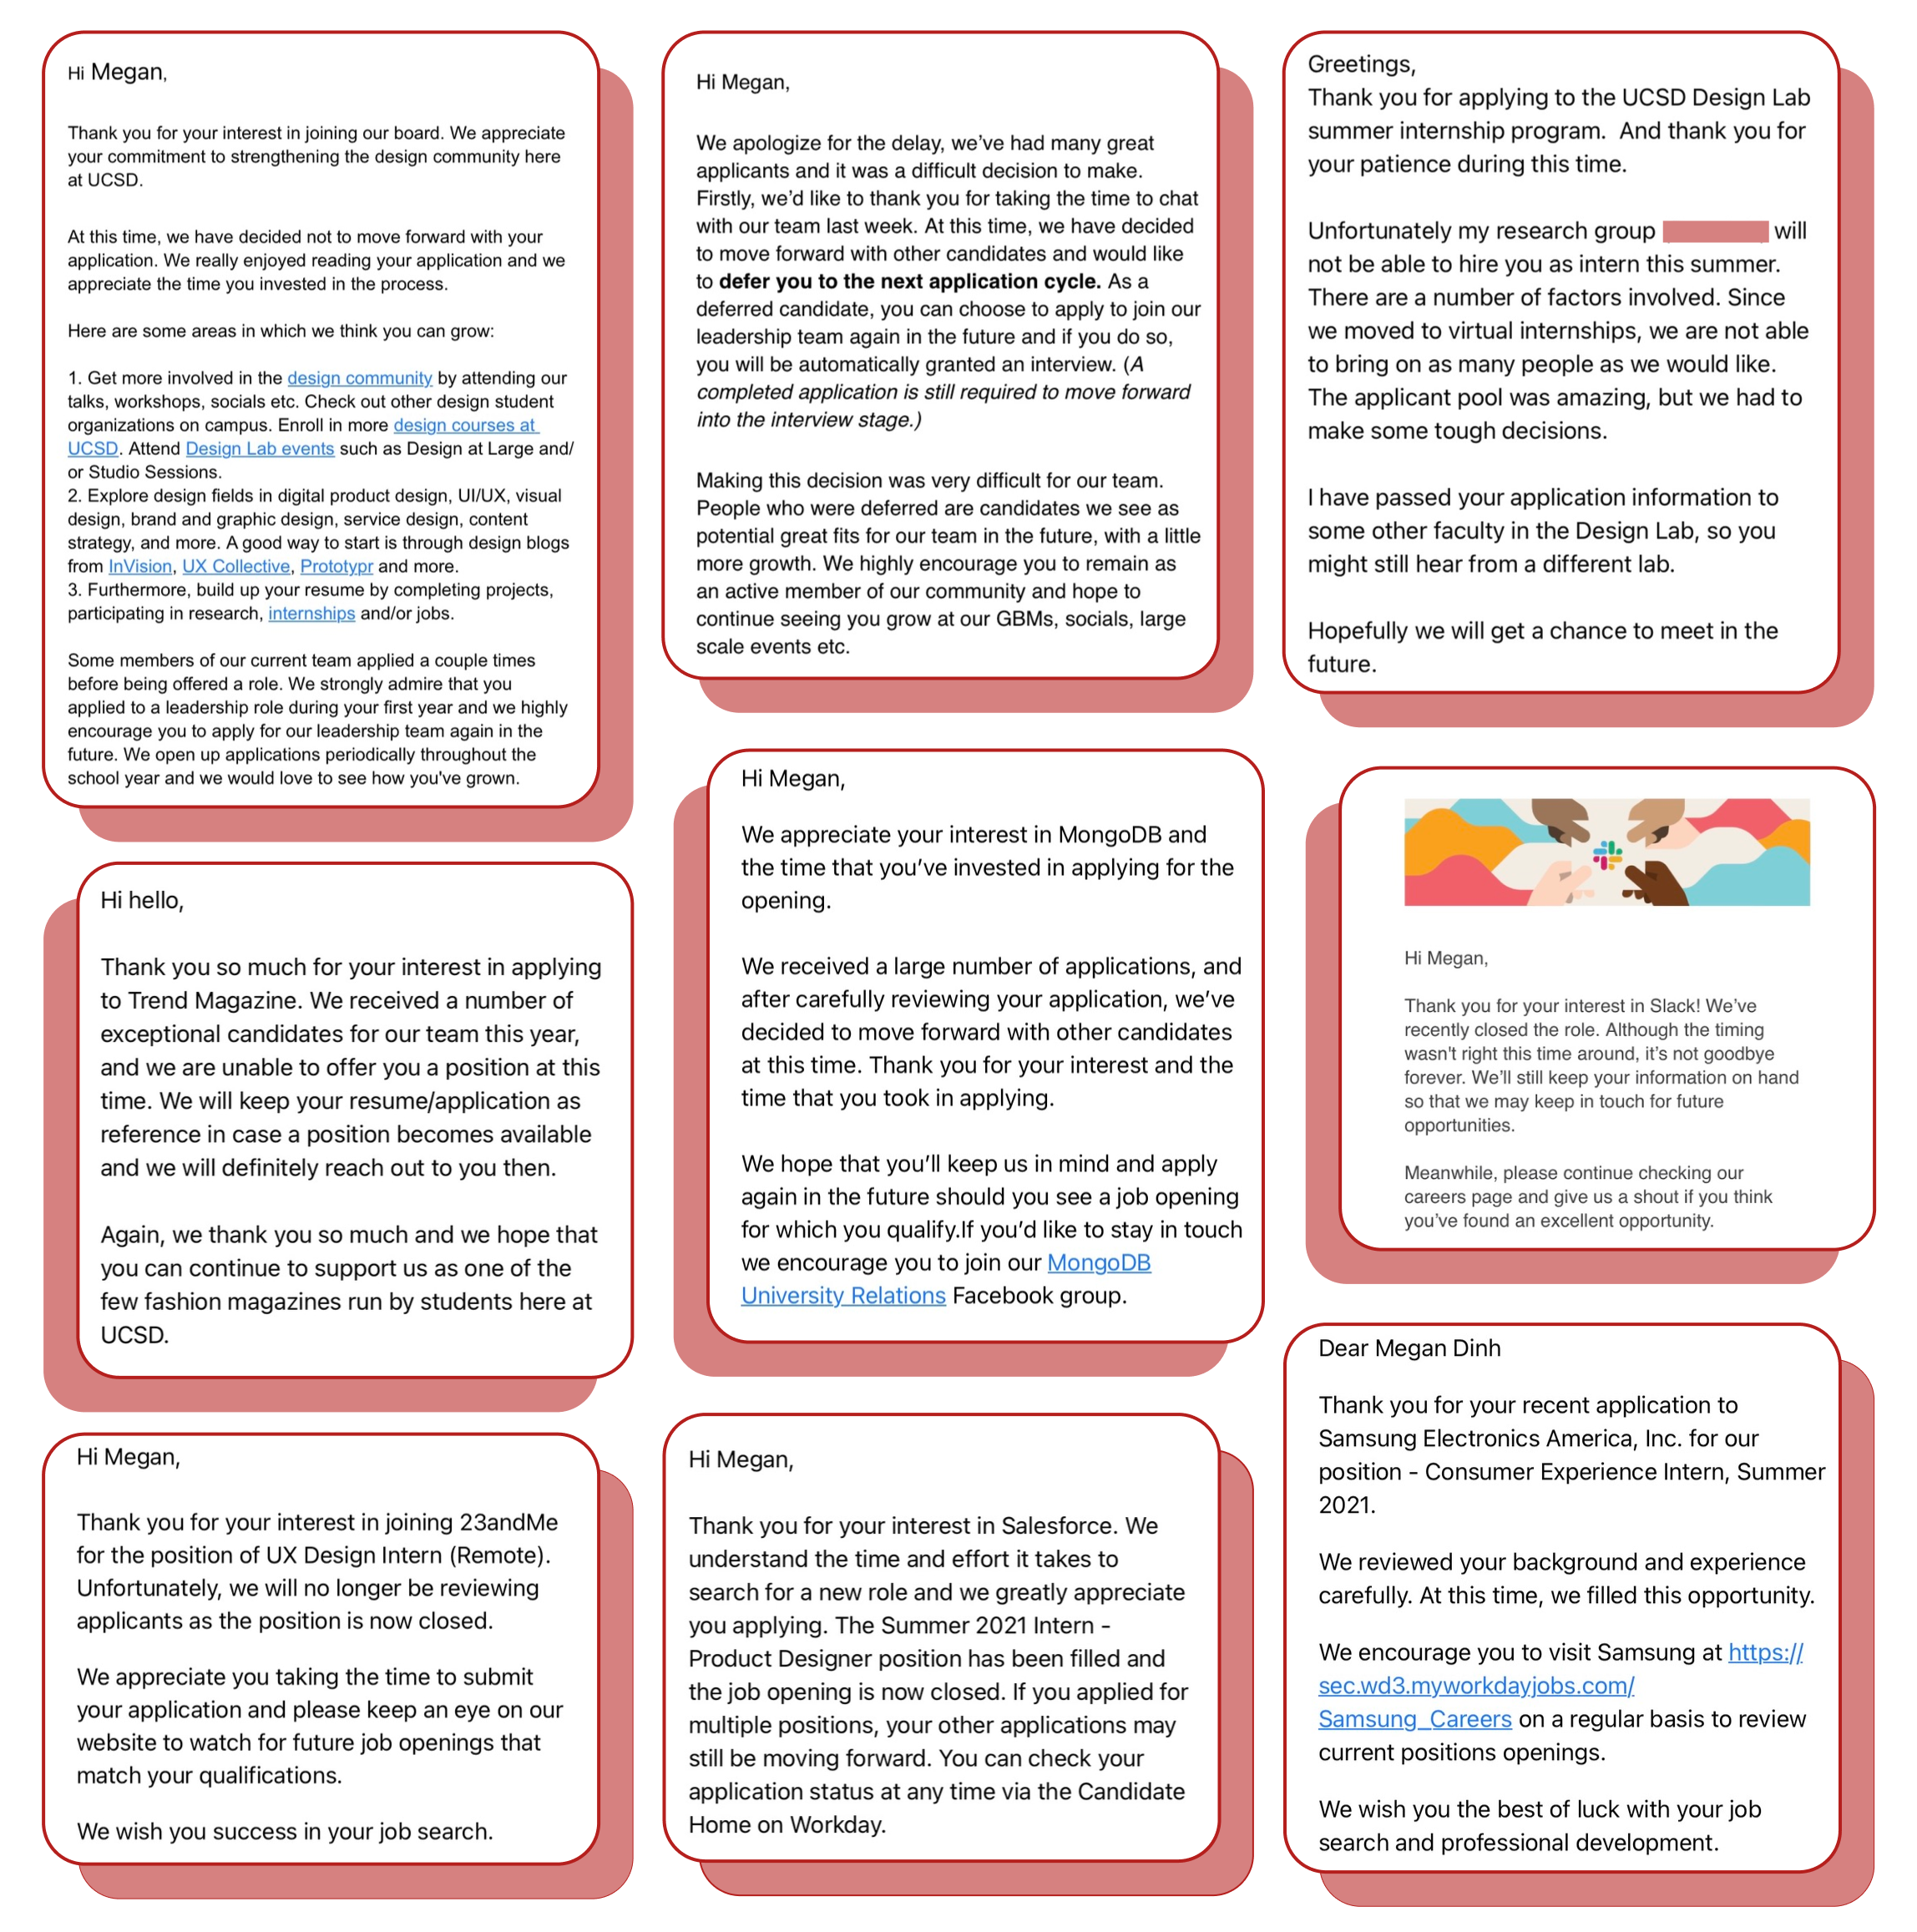 Hi Megan,
Thank you for your interest in joining our board. We appreciate
your commitment to strengthening the design community here
at UCSD.
At this time, we have decided not to move forward with your
application. We really enjoyed reading your application and we
appreciate the time you invested in the process.
Here are some areas in which we think you can grow:
1. Get more involved in the design community by attending our
talks, workshops, socials etc. Check out other design student
organizations on campus. Enroll in more design courses at
UCSD. Attend Design Lab events such as Design at Large and/
or Studio Sessions.
2. Explore design fields in digital product design, UI/UX, visual
design, brand and graphic design, service design, content
strategy, and more. A good way to start is through design blogs
from InVision, UX Collective, Prototypr and more.
3. Furthermore, build up your resume by completing projects,
participating in research, internships and/or jobs.
Some members of our current team applied a couple times
before being offered a role. We strongly admire that you
applied to a leadership role during your first year and we highly
encourage you to apply for our leadership team again in the
future. We open up applications periodically throughout the
school year and we would love to see how you've grown.
Hi Megan,
We apologize for the delay, we've had many great
applicants and it was a difficult decision to make.
Firstly, we'd like to thank you for taking the time to chat
with our team last week. At this time, we have decided
to move forward with other candidates and would like
to defer you to the next application cycle. As a
deferred candidate, you can choose to apply to join our
leadership team again in the future and if you do so,
you will be automatically granted an interview. (A
completed application is still required to move forward
into the interview stage.)
Making this decision was very difficult for our team.
People who were deferred are candidates we see as
potential great fits for our team in the future, with a little
more growth. We highly encourage you to remain as
an active member of our community and hope to
continue seeing you grow at our GBMs, socials, large
scale events etc.
Greetings,
Thank you for applying to the UCSD Design Lab
summer internship program.  And thank you for
your patience during this time.
Unfortunately my research group will
not be able to hire you as intern this summer.
There are a number of factors involved. Since
we moved to virtual internships, we are not able
to bring on as many people as we would like.
The applicant pool was amazing, but we had to
make some tough decisions.
I have passed your application information to
some other faculty in the Design Lab, so you
might still hear from a different lab.
Hopefully we will get a chance to meet in the
future.
Hi hello,
Thank you so much for your interest in applying
to Trend Magazine. We received a number of
exceptional candidates for our team this year,
and we are unable to offer you a position at this
time. We will keep your resume/application as
reference in case a position becomes available
and we will definitely reach out to you then.
Again, we thank you so much and we hope that
you can continue to support us as one of the
few fashion magazines run by students here at
UCSD.
Hi Megan,
We appreciate your interest in MongoDB and
the time that you've invested in applying for the
opening.
We received a large number of applications, and
after carefully reviewing your application, we've
decided to move forward with other candidates
at this time. Thank you for your interest and the
time that you took in applying.
We hope that you'll keep us in mind and apply
again in the future should you see a job opening
for which you qualify.If you'd like to stay in touch
we encourage you to join our MongoDB
University Relations Facebook group.
Hi Megan,
Thank you for your interest in Slack! We've
recently closed the role. Although the timing
wasn't right this time around, it's not goodbye
forever. We'll still keep your information on hand
so that we may keep in touch for future
opportunities.
Meanwhile, please continue checking our
careers page and give us a shout if you think
you've found an excellent opportunity.
Hi Megan,
Thank you for your interest in joining 23andMe
for the position of UX Design Intern (Remote).
Unfortunately, we will no longer be reviewing
applicants as the position is now closed.
We appreciate you taking the time to submit
your application and please keep an eye on our
website to watch for future job openings that
match your qualifications.
We wish you success in your job search.
Hi Megan,
Thank you for your interest in Salesforce. We
understand the time and effort it takes to
search for a new role and we greatly appreciate
you applying. The Summer 2021 Intern -
Product Designer position has been filled and
the job opening is now closed. If you applied for
multiple positions, your other applications may
still be moving forward. You can check your
application status at any time via the Candidate
Home on Workday.
Dear Megan Dinh
Thank you for your recent application to
Samsung Electronics America, Inc. for our
position - Consumer Experience Intern, Summer
2021.
We reviewed your background and experience
carefully. At this time, we filled this opportunity.
We encourage you to visit Samsung at https://
sec.wd3.myworkdayjobs.com/
Samsung_Careers on a regular basis to review
current positions openings.
We wish you the best of luck with your job
search and professional development.